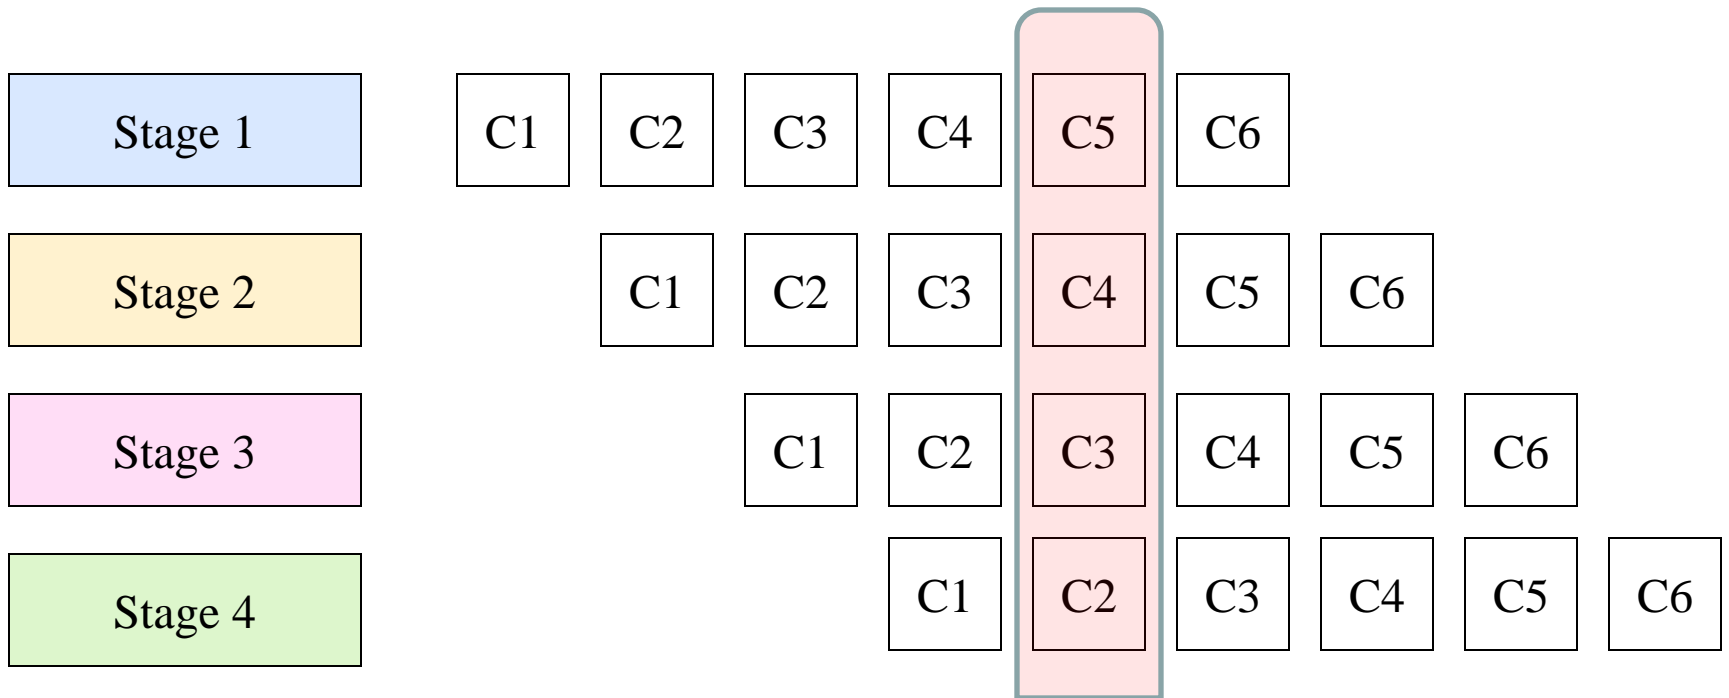 Stage 1 C1 C2 C3 C4 C5 C6
Stage 2 C1 C2 C3 C4 C5 C6
Stage 3 C1 C2 C3 C4 C5 C6
Stage 4 C1 C2 C3 C4 C5 C6